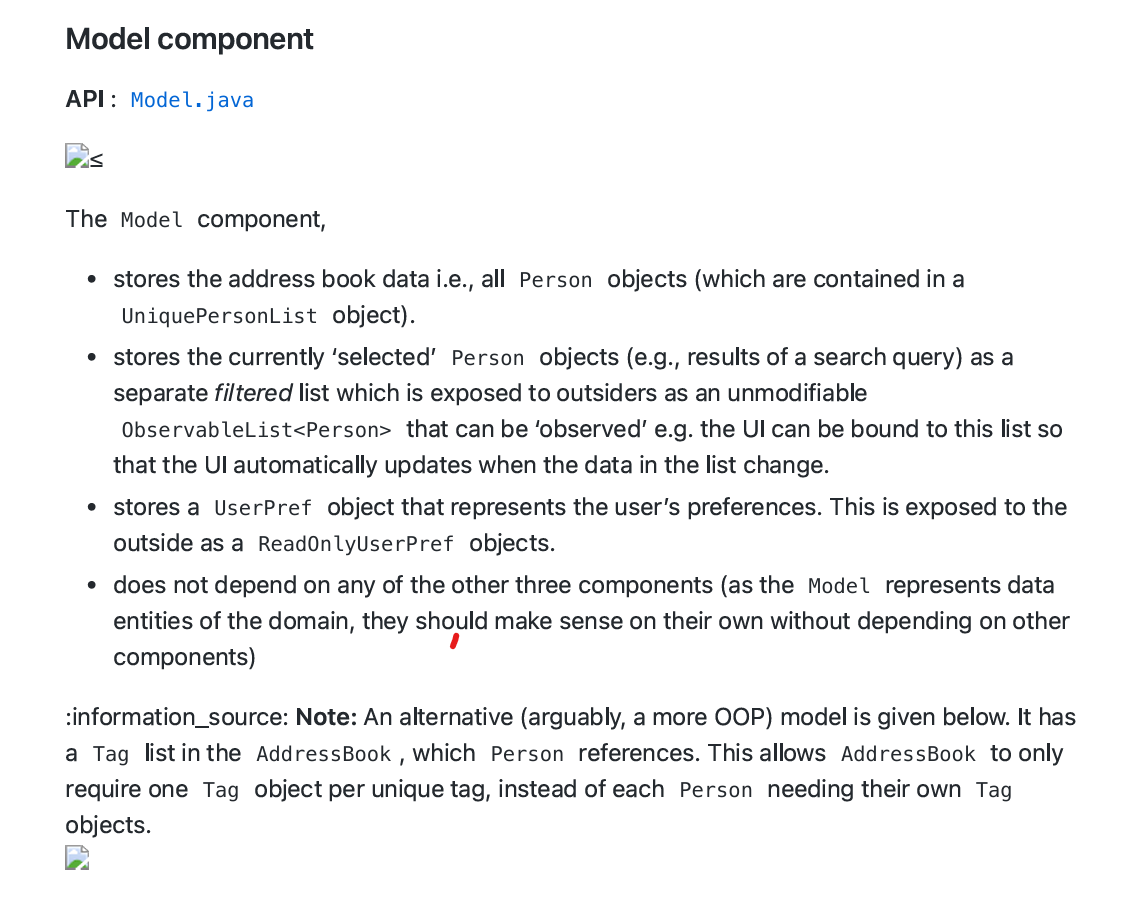 Model component
API : Model.java
≤
The Model component,
• stores the address book data i.e., all Person objects (which are contained in a
UniquePersonList object).
• stores the currently ‘selected’ Person objects (e.g., results of a search query) as a
separate filtered list which is exposed to outsiders as an unmodifiable
ObservableList<Person> that can be ‘observed’ e.g. the UI can be bound to this list so
that the UI automatically updates when the data in the list change.
• stores a UserPref object that represents the user’s preferences. This is exposed to the
outside as a ReadOnlyUserPref objects.
• does not depend on any of the other three components (as the Model represents data
entities of the domain, they should make sense on their own without depending on other
components)
:information_source: Note: An alternative (arguably, a more OOP) model is given below. It has
a Tag list in the AddressBook , which Person references. This allows AddressBook to only
require one Tag object per unique tag, instead of each Person needing their own Tag
objects.